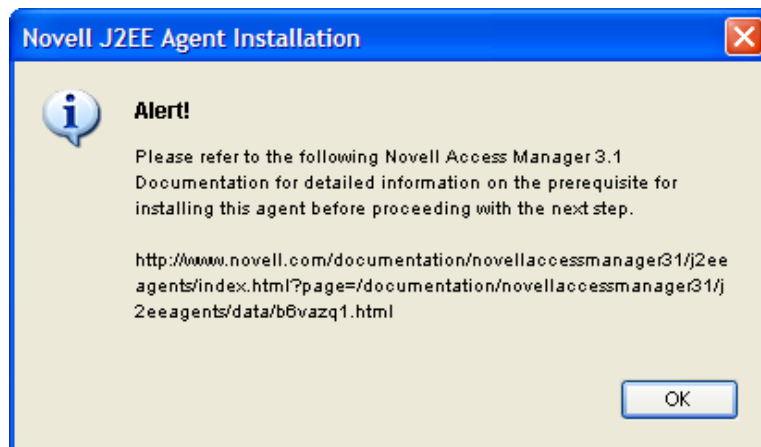 Novell J2EE Agent Installation
Alert!
Please refer to the following Novell Access Manager 3.1
Documentation for detailed information on the prerequisite for
installing this agent before proceeding with the next step.
http://www.novell.com/documentation/novellaccessmanager31/j2ee
agents/index.html?page=/documentation/novellaccessmanager31/j
2eeagents/data/b6vazq1.html
OK